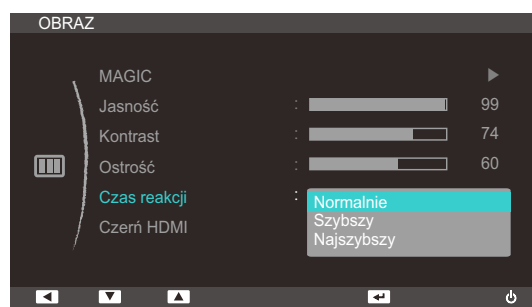 OBRAZ
MAGIC
Jasność : 99
Kontrast : 74
Ostrość : 60
Czas reakcji : Normalnie
Szybszy
Czerń HDMI
Najszybszy